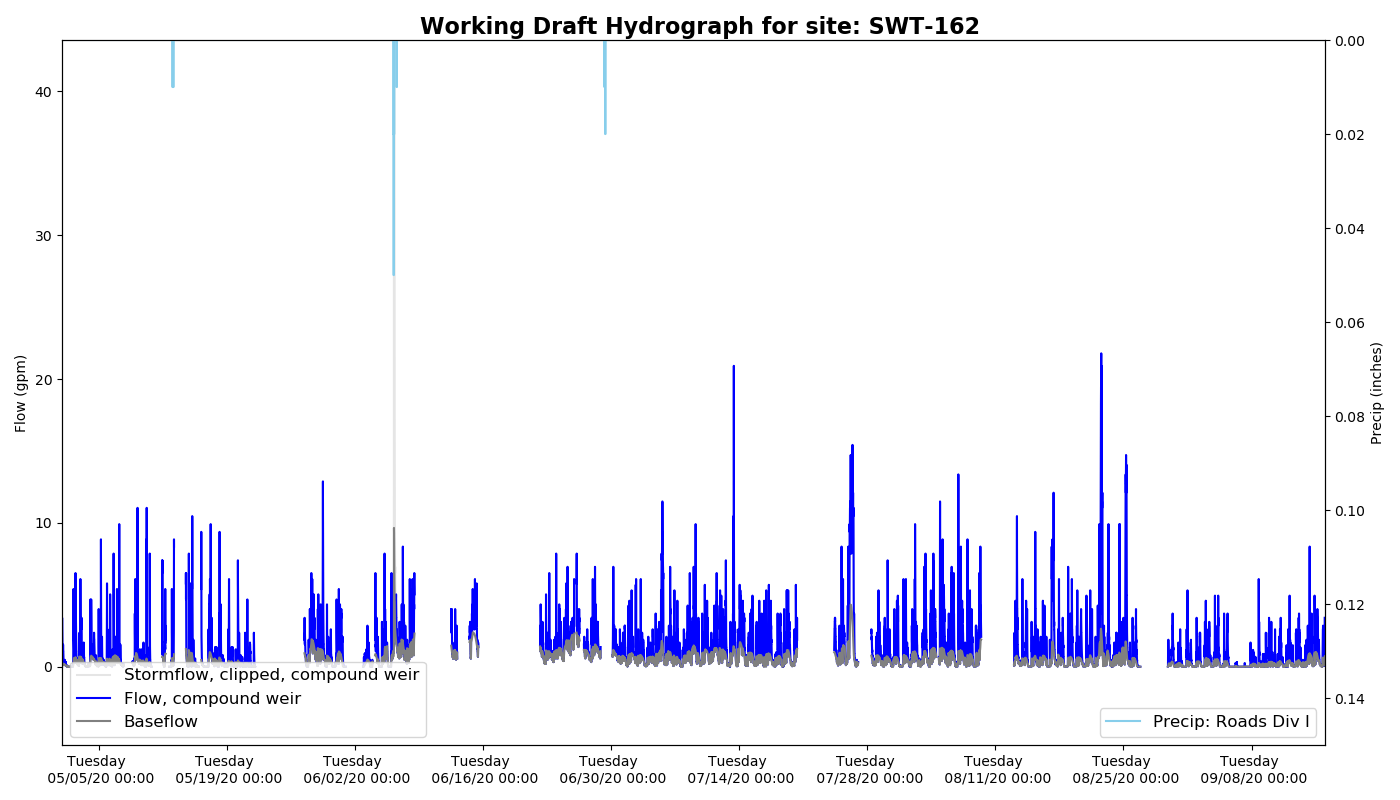 Working Draft Hydrograph for site: SWT-162
Flow (gpm)
40
30
20
10
0
0.00
0.02
0.04
0.06
0.08
0.10
0.12
0.14
Precip (inches)
Stormflow, clipped, compound weir
Flow, compound weir
Baseflow
Precip: Roads Div I
Tuesday
05/05/20 00:00
Tuesday
05/19/20 00:00
Tuesday
06/02/20 00:00
Tuesday
06/16/20 00:00
Tuesday
06/30/20 00:00
Tuesday
07/14/20 00:00
Tuesday
07/28/20 00:00
Tuesday
08/11/20 00:00
Tuesday
08/25/20 00:00
Tuesday
09/08/20 00:00